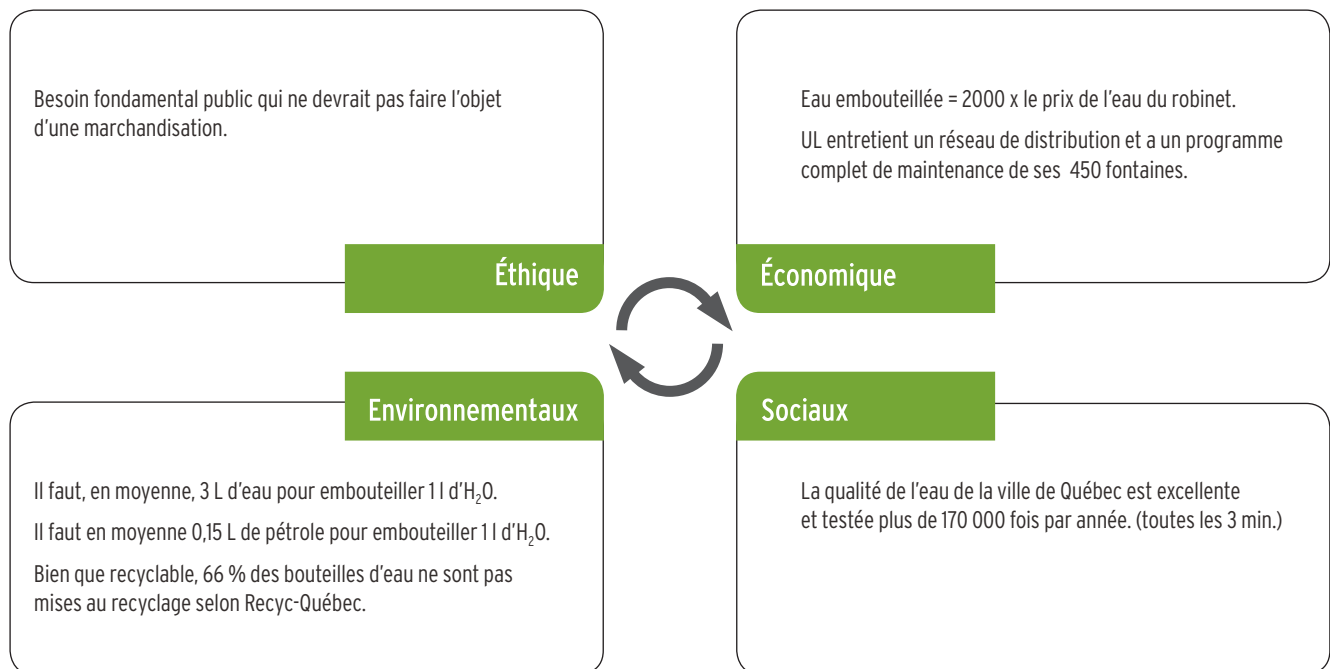 Besoin fondamental public qui ne devrait pas faire l'objet
d'une marchandisation.
Éthique
Eau embouteillée = 2000 x le prix de l'eau du robinet.
UL entretient un réseau de distribution et a un programme
complet de maintenance de ses 450 fontaines.
Économique
Environnementaux
Il faut, en moyenne, 3 L d'eau pour embouteiller 1 l d'H₂O.
Il faut en moyenne 0,15 L de pétrole pour embouteiller 1 l d'H₂O.
Bien que recyclable, 66 % des bouteilles d'eau ne sont pas
mises au recyclage selon Recyc-Québec.
Sociaux
La qualité de l'eau de la ville de Québec est excellente
et testée plus de 170 000 fois par année. (toutes les 3 min.)